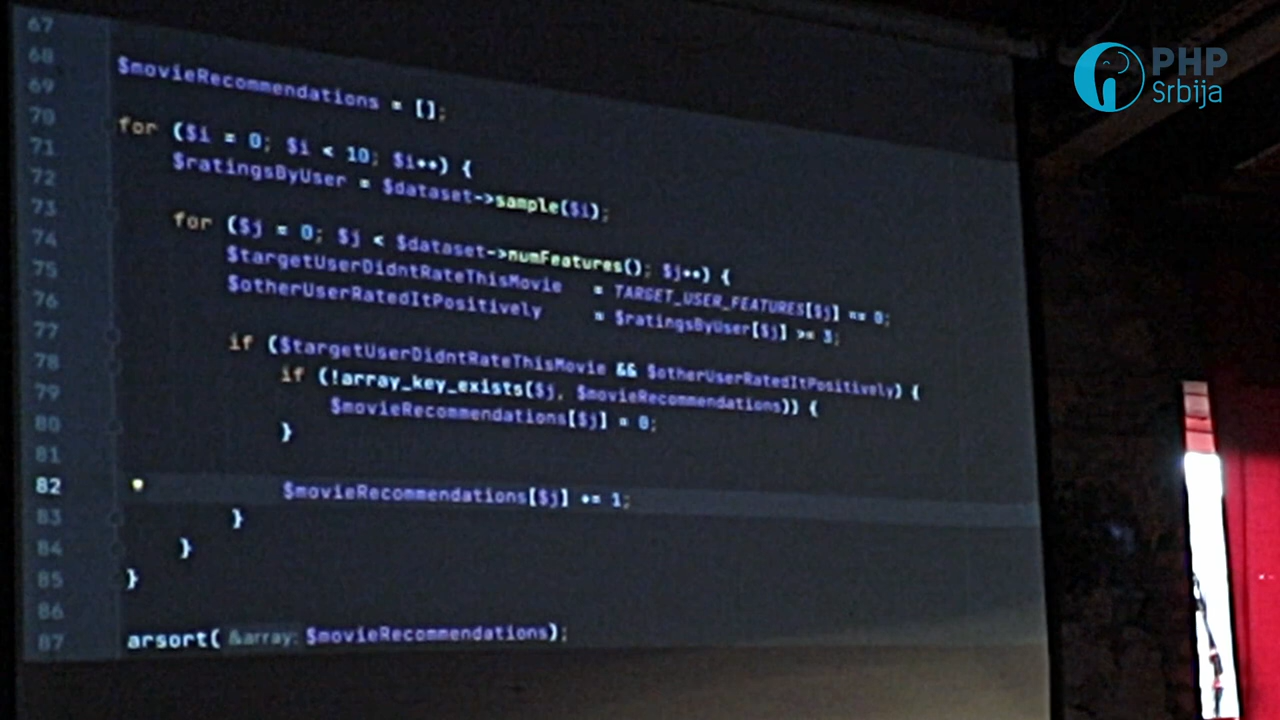 67
68 $movieRecommendations = [];
69
70 for ($i = 0; $i < 10; $i++) {
71 $ratingsByUser = $dataset->sample($i);
72
73 for ($j = 0; $j < $dataset->numFeatures(); $j++) {
74 $targetUserDidntRateThisMovie = TARGET_USER_FEATURES[$j] == 0;
75 $otherUserRatedItPositively = $ratingsByUser[$j] >= 3;
76
77 if ($targetUserDidntRateThisMovie && $otherUserRatedItPositively) {
78 if (!array_key_exists($j, $movieRecommendations)) {
79 $movieRecommendations[$j] = 0;
80 }
81
82 $movieRecommendations[$j] += 1;
83 }
84 }
85 }
86
87 arsort( &array: $movieRecommendations);
PHP
Srbija